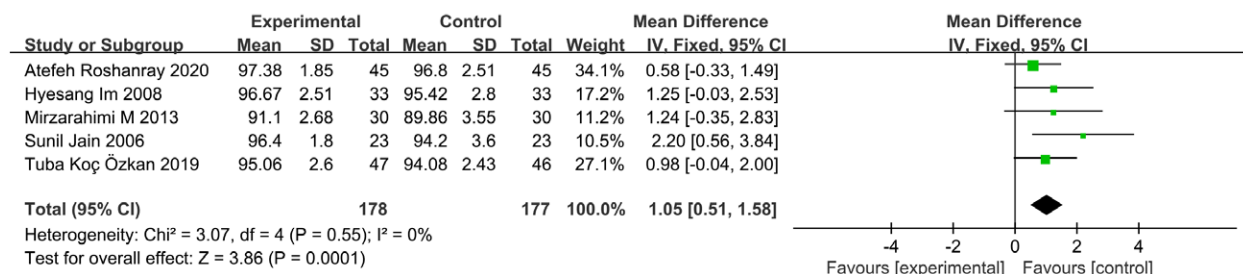 Experimental Control Mean Difference Mean Difference
Study or Subgroup Mean SD Total Mean SD Total Weight IV, Fixed, 95% CI IV, Fixed, 95% CI
Atefeh Roshanray 2020 97.38 1.85 45 96.8 2.51 45 34.1% 0.58 [-0.33, 1.49]
Hyesang Im 2008 96.67 2.51 33 95.42 2.8 33 17.2% 1.25 [-0.03, 2.53]
Mirzarahimi M 2013 91.1 2.68 30 89.86 3.55 30 11.2% 1.24 [-0.35, 2.83]
Sunil Jain 2006 96.4 1.8 23 94.2 3.6 23 10.5% 2.20 [0.56, 3.84]
Tuba Koç Özkan 2019 95.06 2.6 47 94.08 2.43 46 27.1% 0.98 [-0.04, 2.00]
Total (95% CI) 178 177 100.0% 1.05 [0.51, 1.58]
Heterogeneity: Chi² = 3.07, df = 4 (P = 0.55); I² = 0%
Test for overall effect: Z = 3.86 (P = 0.0001)
-4 -2 0 2 4
Favours [experimental] Favours [control]